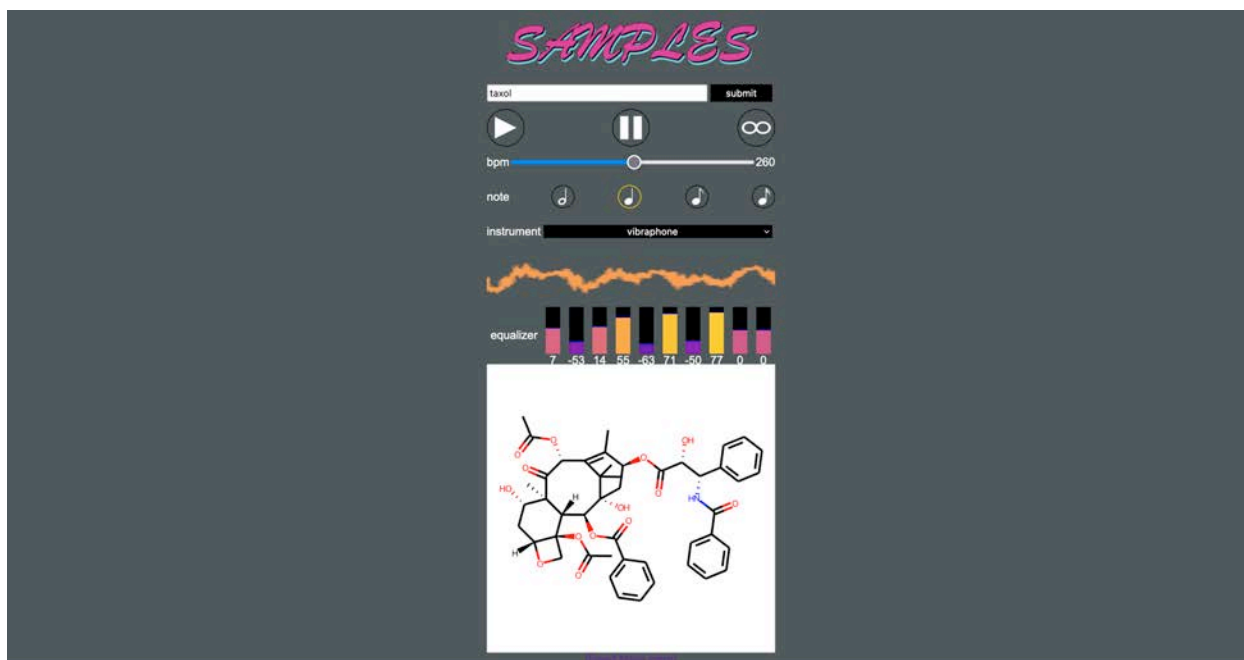 SAMPLES
taxol submit
bpm 260
note
instrument vibraphone
equalizer
7 -53 14 55 -63 71 -50 77 0 0
O
O
OH
O
O
O
HO
H
OH
O
HN
O
O
O
H
O
O
O